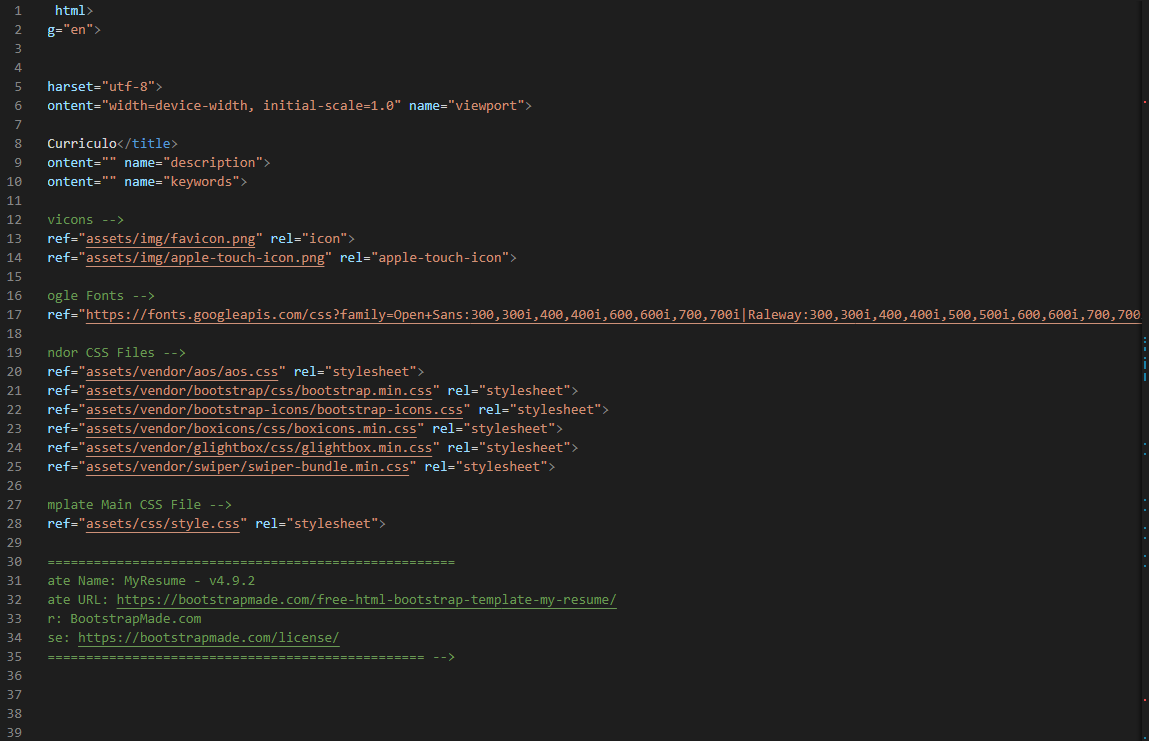 1 html>
2 g="en">
3
4
5 harset="utf-8">
6 ontent="width=device-width, initial-scale=1.0" name="viewport">
7
8 Curriculo</title>
9 ontent="" name="description">
10 ontent="" name="keywords">
11
12 vicons -->
13 ref="assets/img/favicon.png" rel="icon">
14 ref="assets/img/apple-touch-icon.png" rel="apple-touch-icon">
15
16 ogle Fonts -->
17 ref="https://fonts.googleapis.com/css?family=Open+Sans:300,300i,400,400i,600,600i,700,700i|Raleway:300,300i,400,400i,500,500i,600,600i,700,700
18
19 ndor CSS Files -->
20 ref="assets/vendor/aos/aos.css" rel="stylesheet">
21 ref="assets/vendor/bootstrap/css/bootstrap.min.css" rel="stylesheet">
22 ref="assets/vendor/bootstrap-icons/bootstrap-icons.css" rel="stylesheet">
23 ref="assets/vendor/boxicons/css/boxicons.min.css" rel="stylesheet">
24 ref="assets/vendor/glightbox/css/glightbox.min.css" rel="stylesheet">
25 ref="assets/vendor/swiper/swiper-bundle.min.css" rel="stylesheet">
26
27 mplate Main CSS File -->
28 ref="assets/css/style.css" rel="stylesheet">
29
30 =====================================================
31 ate Name: MyResume - v4.9.2
32 ate URL: https://bootstrapmade.com/free-html-bootstrap-template-my-resume/
33 r: BootstrapMade.com
34 se: https://bootstrapmade.com/license/
35 ================================================= -->
36
37
38
39